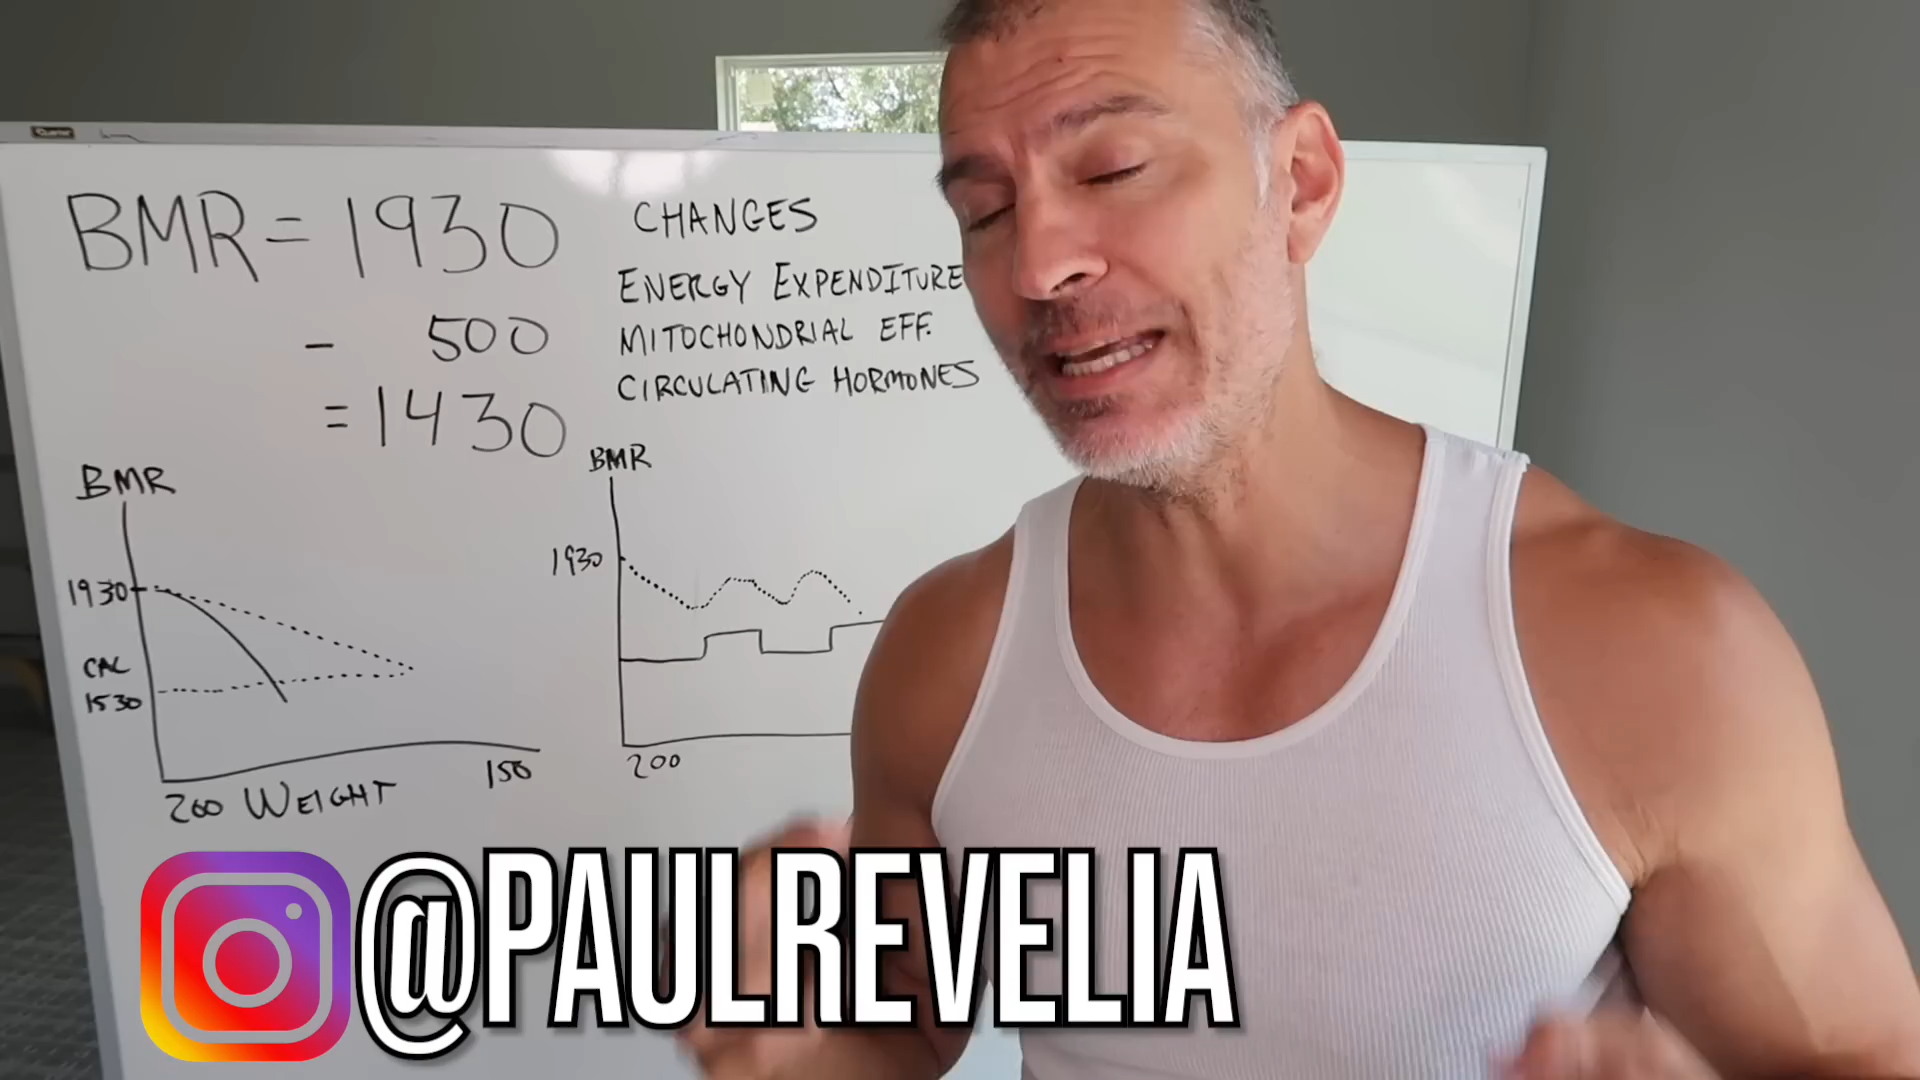 BMR = 1930
- 500
= 1430
CHANGES
ENERGY EXPENDITURE
MITOCHONDRIAL EFF.
CIRCULATING HORMONES
BMR
1930
CAL
1530
200 WEIGHT 150
BMR
1930
200
@PAULREVELIA